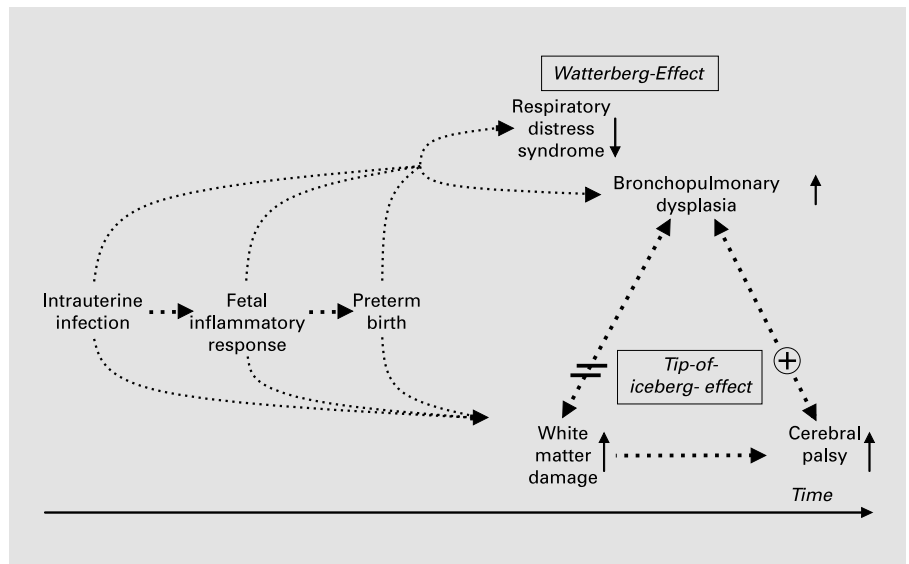 Watterberg-Effect
Respiratory
distress
syndrome
Bronchopulmonary
dysplasia
Intrauterine
infection
Fetal
inflammatory
response
Preterm
birth
Tip-of-
iceberg- effect
White
matter
damage
Cerebral
palsy
Time